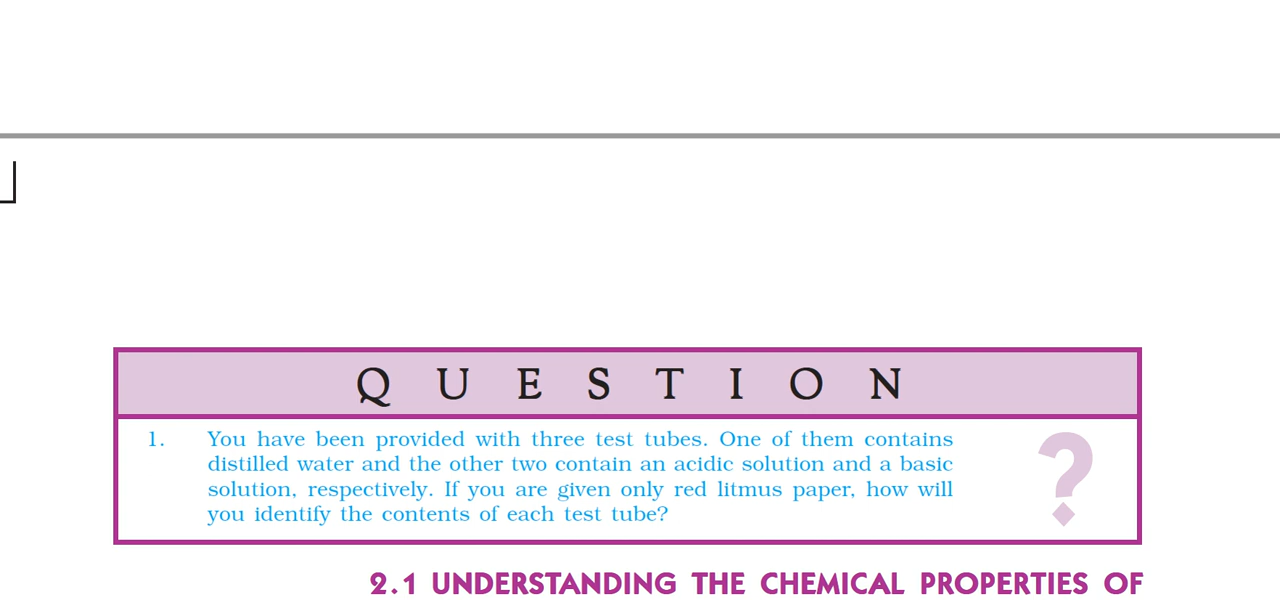 Q U E S T I O N
1. You have been provided with three test tubes. One of them contains
distilled water and the other two contain an acidic solution and a basic
solution, respectively. If you are given only red litmus paper, how will
you identify the contents of each test tube?
?
2.1 UNDERSTANDING THE CHEMICAL PROPERTIES OF